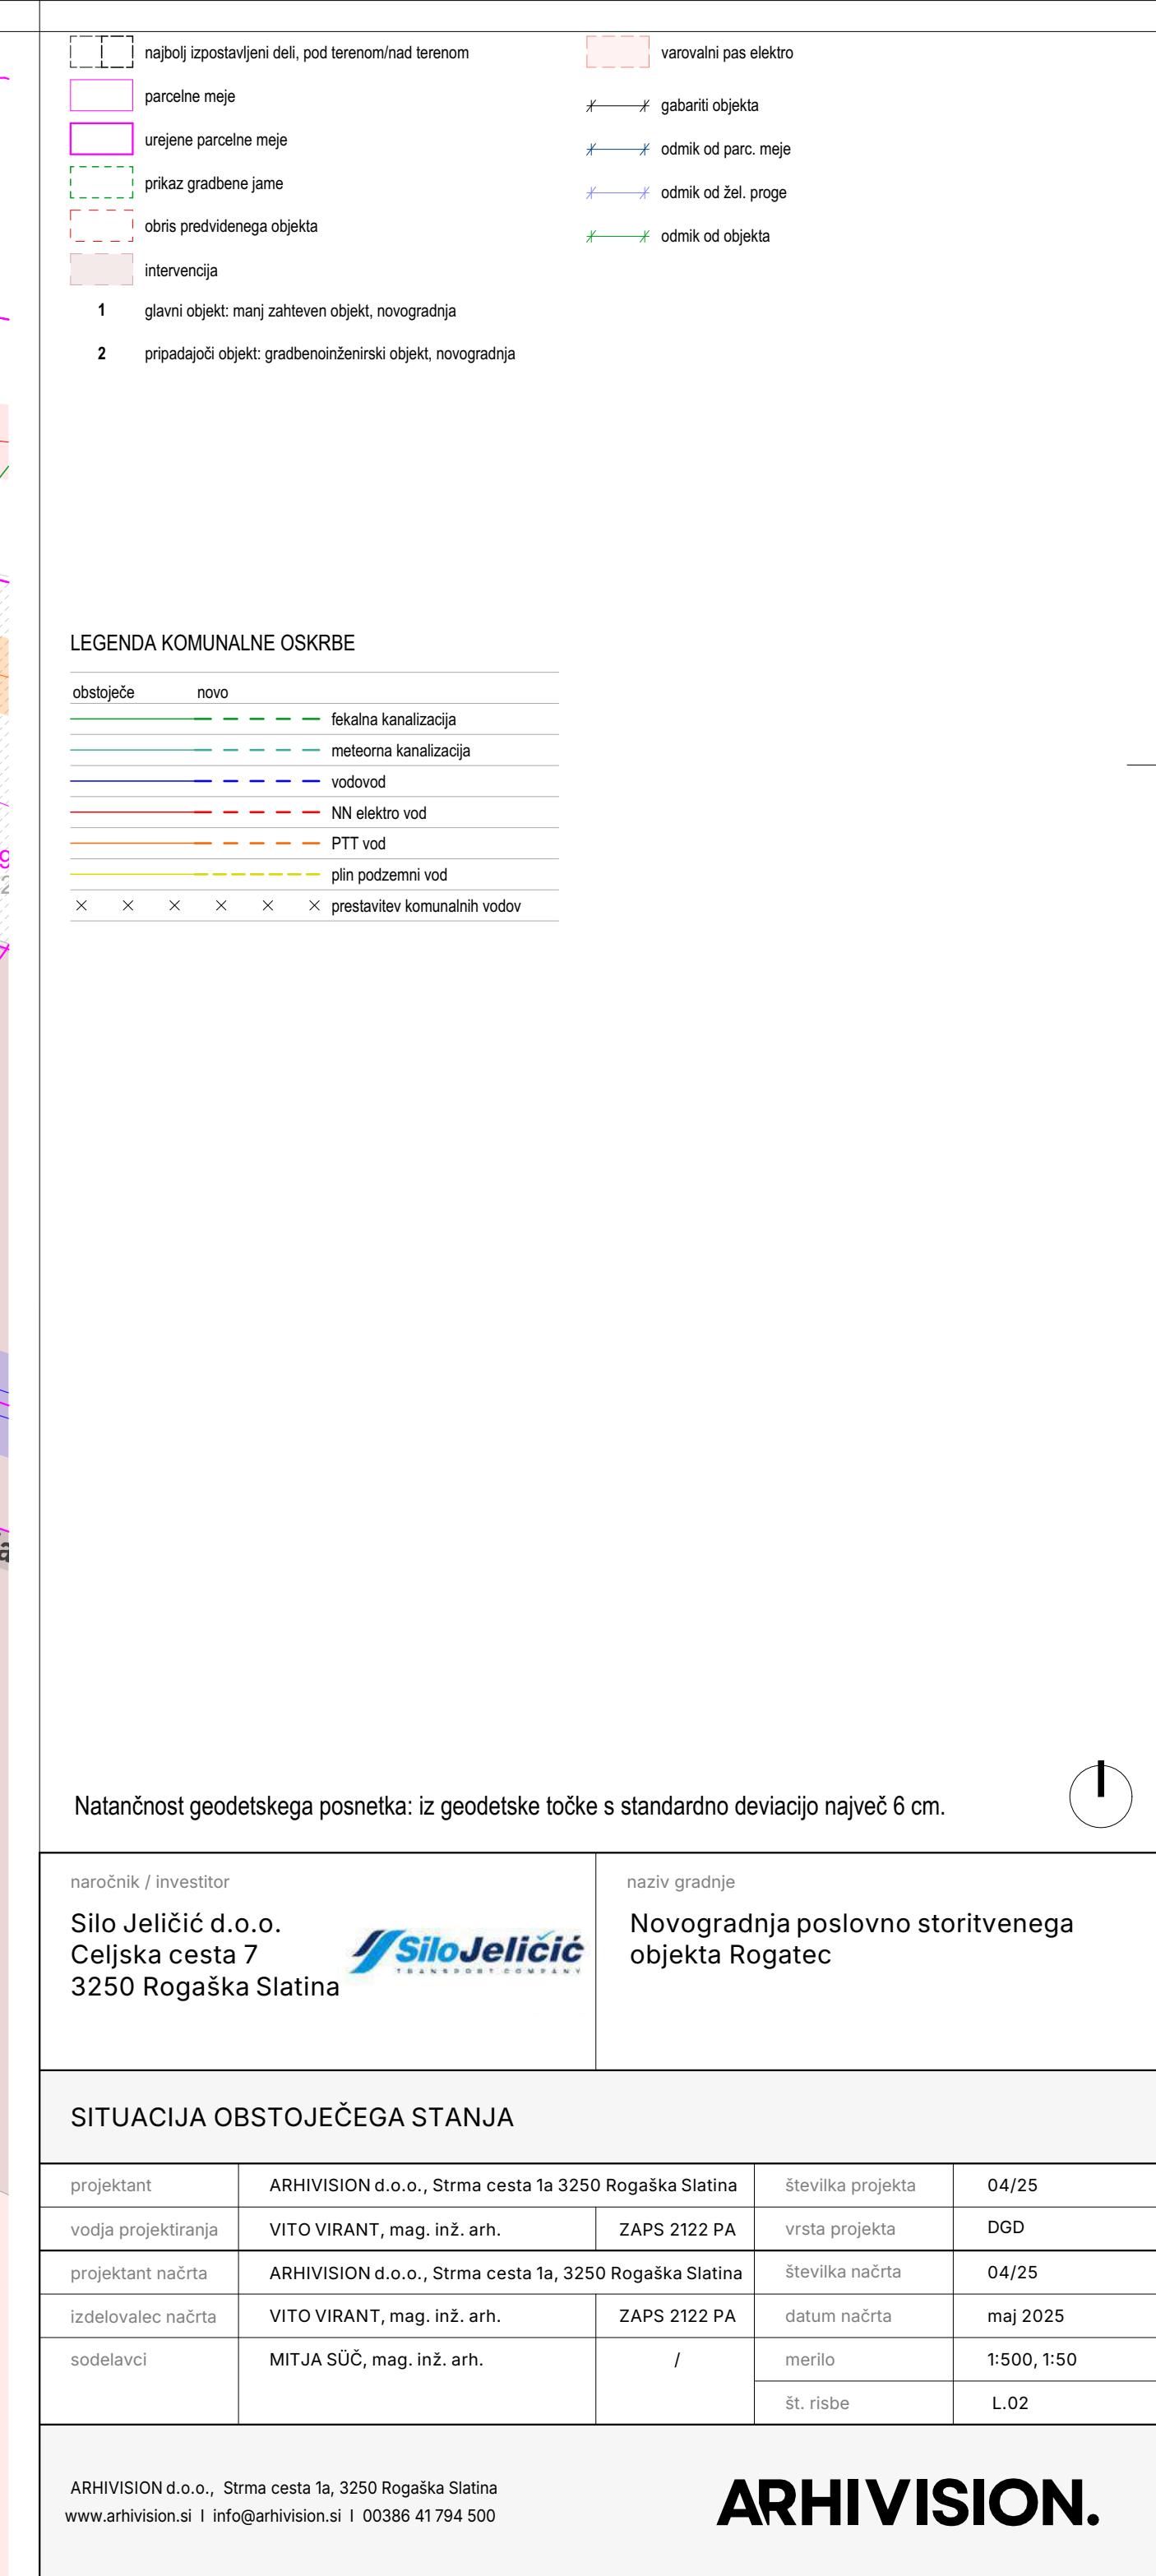 najbolj izpostavljeni deli, pod terenom/nad terenom
parcelne meje
urejene parcelne meje
prikaz gradbene jame
obris predvidenega objekta
intervencija
1 glavni objekt: manj zahteven objekt, novogradnja
2 pripadajoči objekt: gradbenoinženirski objekt, novogradnja
varovalni pas elektro
gabariti objekta
odmik od parc. meje
odmik od žel. proge
odmik od objekta
LEGENDA KOMUNALNE OSKRBE
obstoječe novo
fekalna kanalizacija
meteorna kanalizacija
vodovod
NN elektro vod
PTT vod
plin podzemni vod
prestavitev komunalnih vodov
Natančnost geodetskega posnetka: iz geodetske točke s standardno deviacijo največ 6 cm.
naročnik / investitor
Silo Jeličić d.o.o.
Celjska cesta 7
3250 Rogaška Slatina
SiloJeličić
TRANSPORT COMPANY
naziv gradnje
Novogradnja poslovno storitvenega
objekta Rogatec
SITUACIJA OBSTOJEČEGA STANJA
projektant ARHIVISION d.o.o., Strma cesta 1a 3250 Rogaška Slatina številka projekta 04/25
vodja projektiranja VITO VIRANT, mag. inž. arh. ZAPS 2122 PA vrsta projekta DGD
projektant načrta ARHIVISION d.o.o., Strma cesta 1a, 3250 Rogaška Slatina številka načrta 04/25
izdelovalec načrta VITO VIRANT, mag. inž. arh. ZAPS 2122 PA datum načrta maj 2025
sodelavci MITJA SÜČ, mag. inž. arh. / merilo 1:500, 1:50
št. risbe L.02
ARHIVISION d.o.o., Strma cesta 1a, 3250 Rogaška Slatina
www.arhivision.si I info@arhivision.si I 00386 41 794 500
ARHIVISION.